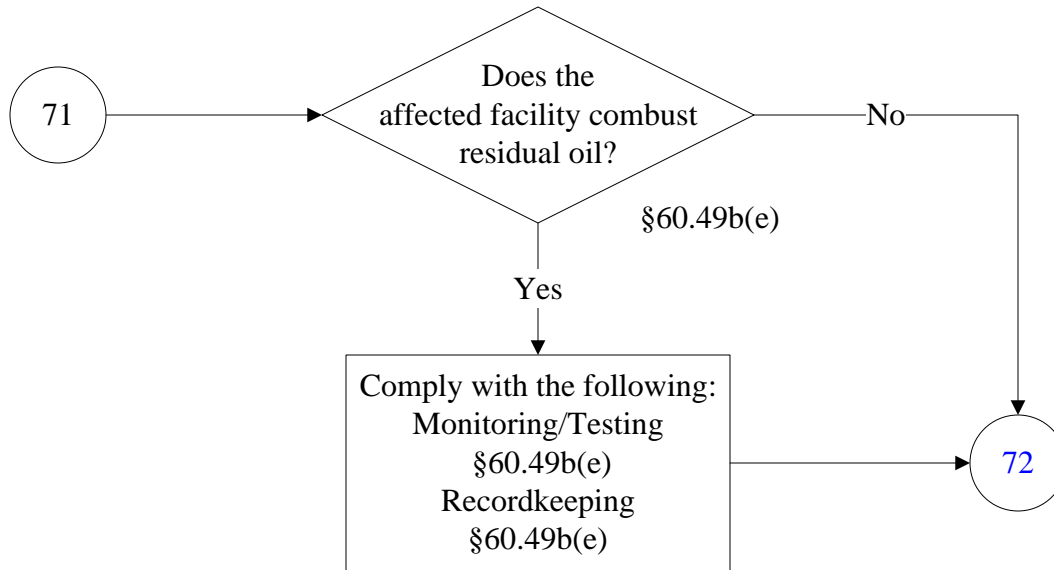 71
Does the
affected facility combust
residual oil?
No
§60.49b(e)
Yes
Comply with the following:
Monitoring/Testing
§60.49b(e)
Recordkeeping
§60.49b(e)
72